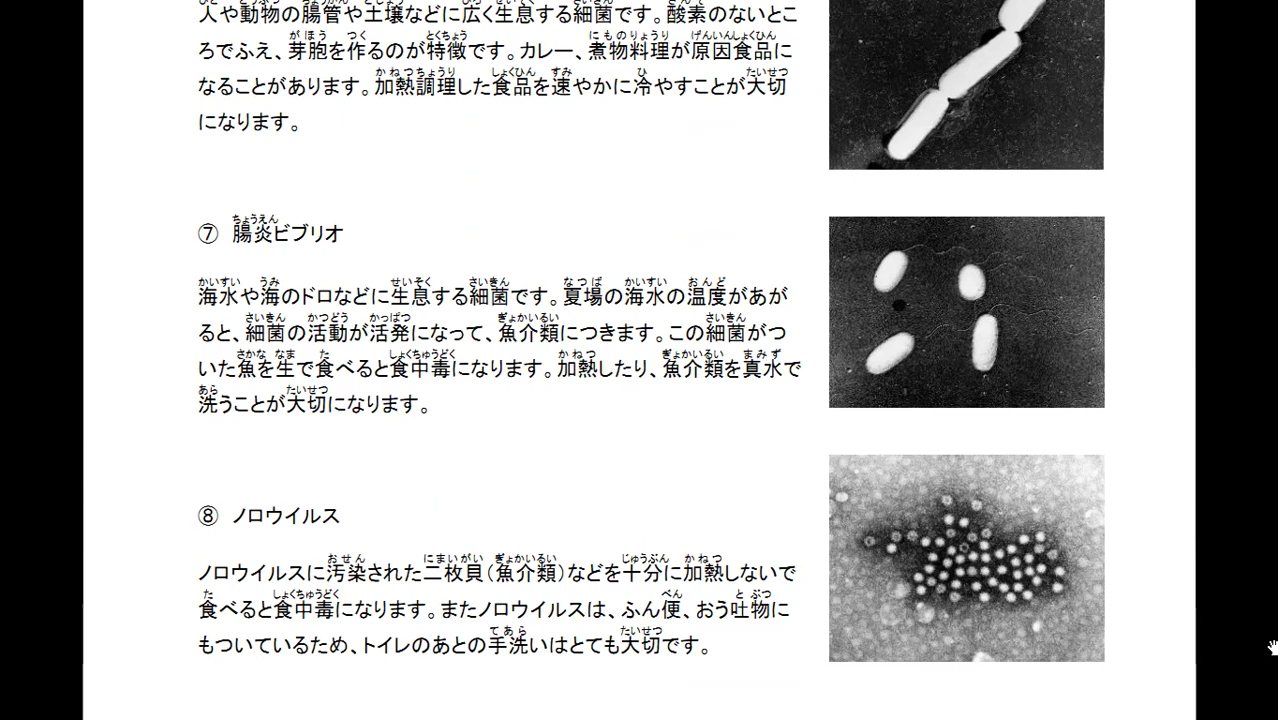 人や動物の腸管や土壌などに広く生息する細菌です。酸素のないとこ
ろでふえ、芽胞を作るのが特徴です。カレー、煮物料理が原因食品に
なることがあります。加熱調理した食品を速やかに冷やすことが大切
になります。
⑦ 腸炎ビブリオ
海水や海のドロなどに生息する細菌です。夏場の海水の温度があが
ると、細菌の活動が活発になって、魚介類につきます。この細菌がつ
いた魚を生で食べると食中毒になります。加熱したり、魚介類を真水で
洗うことが大切になります。
⑧ ノロウイルス
ノロウイルスに汚染された二枚貝(魚介類)などを十分に加熱しないで
食べると食中毒になります。またノロウイルスは、ふん便、おう吐物に
もついているため、トイレのあとの手洗いはとても大切です。